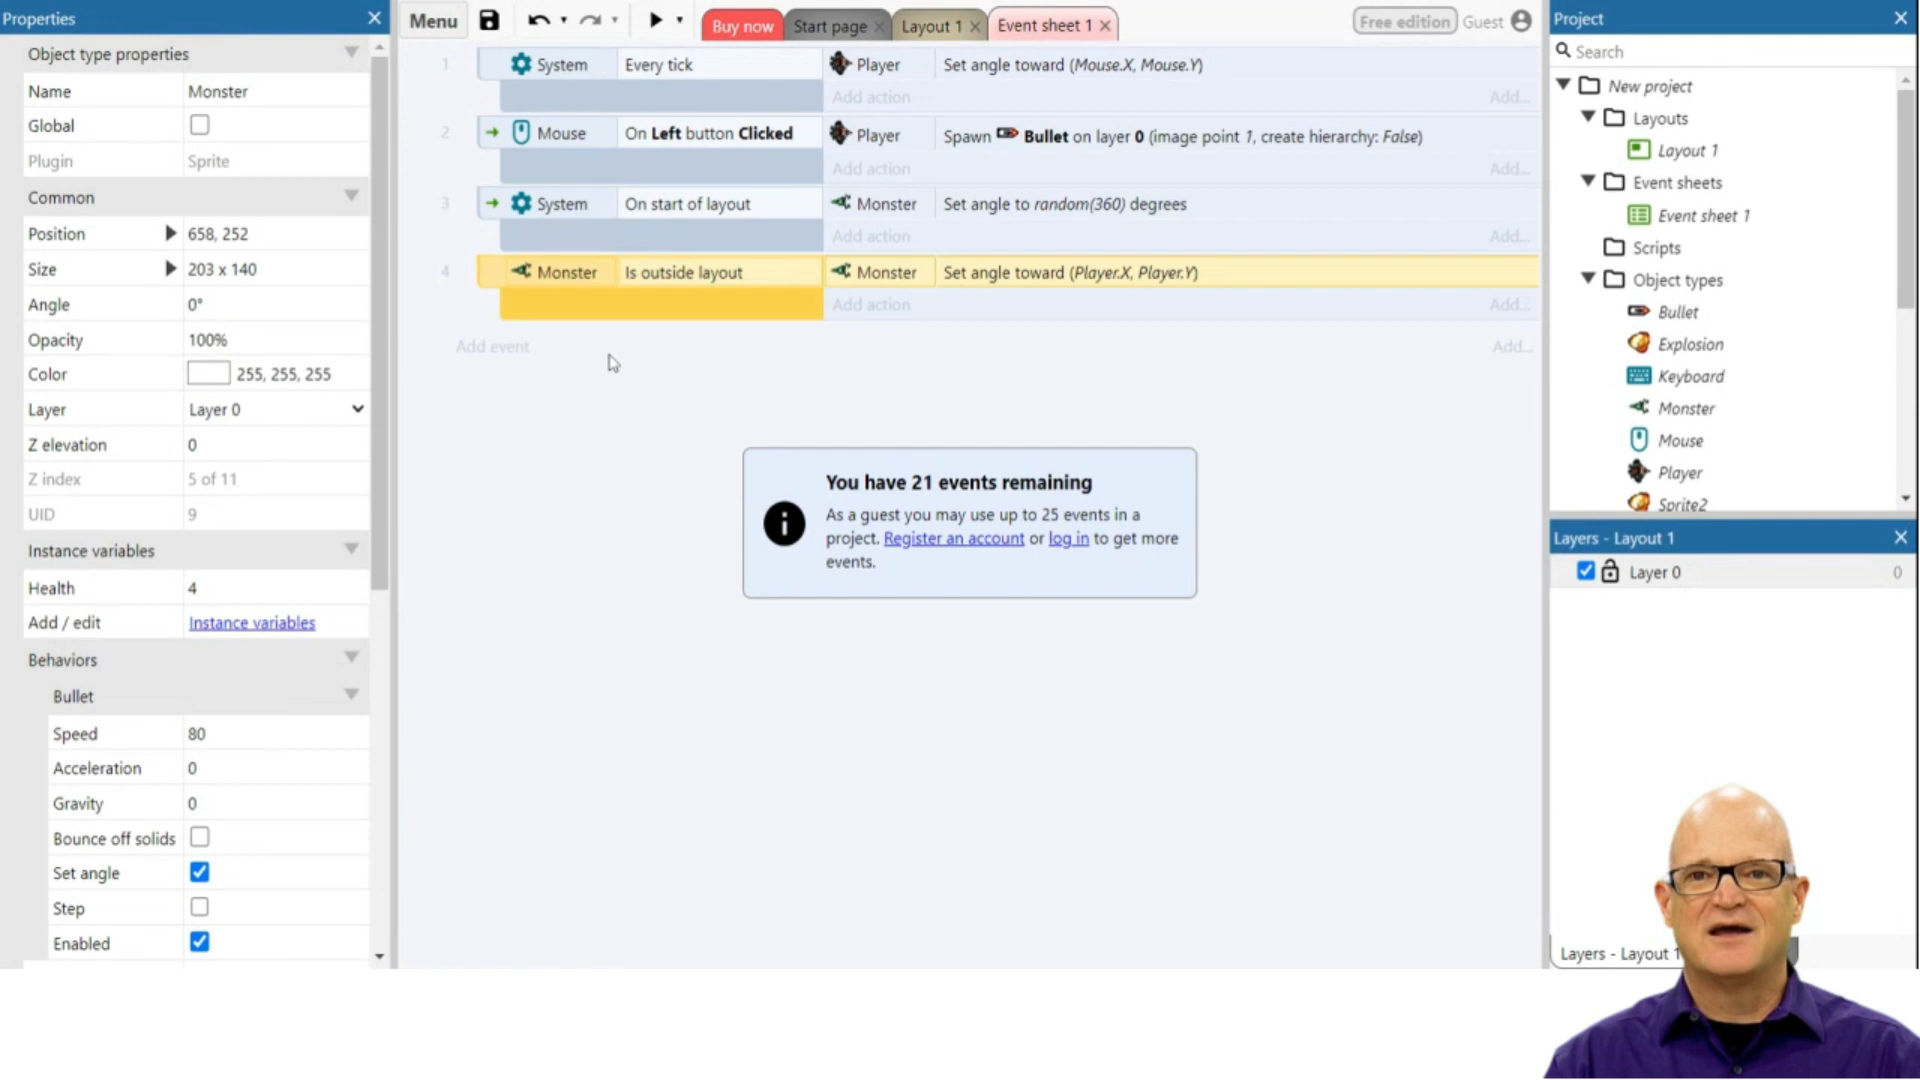 Properties
Object type properties
Name Monster
Global
Plugin Sprite
Common
Position 658, 252
Size 203 x 140
Angle 0°
Opacity 100%
Color 255, 255, 255
Layer Layer 0
Z elevation 0
Z index 5 of 11
UID 9
Instance variables
Health 4
Add / edit Instance variables
Behaviors
Bullet
Speed 80
Acceleration 0
Gravity 0
Bounce off solids
Set angle
Step
Enabled
Menu
Buy now
Start page
Layout 1
Event sheet 1
Free edition
Guest
1 System Every tick Player Set angle toward (Mouse.X, Mouse.Y)
Add action Add...
2 Mouse On Left button Clicked Player Spawn Bullet on layer 0 (image point 1, create hierarchy: False)
Add action Add...
3 System On start of layout Monster Set angle to random(360) degrees
Add action Add...
4 Monster Is outside layout Monster Set angle toward (Player.X, Player.Y)
Add action Add...
Add event Add...
You have 21 events remaining
As a guest you may use up to 25 events in a
project. Register an account or log in to get more
events.
Project
Search
New project
Layouts
Layout 1
Event sheets
Event sheet 1
Scripts
Object types
Bullet
Explosion
Keyboard
Monster
Mouse
Player
Sprite2
Layers - Layout 1
Layer 0 0
Layers - Layout 1